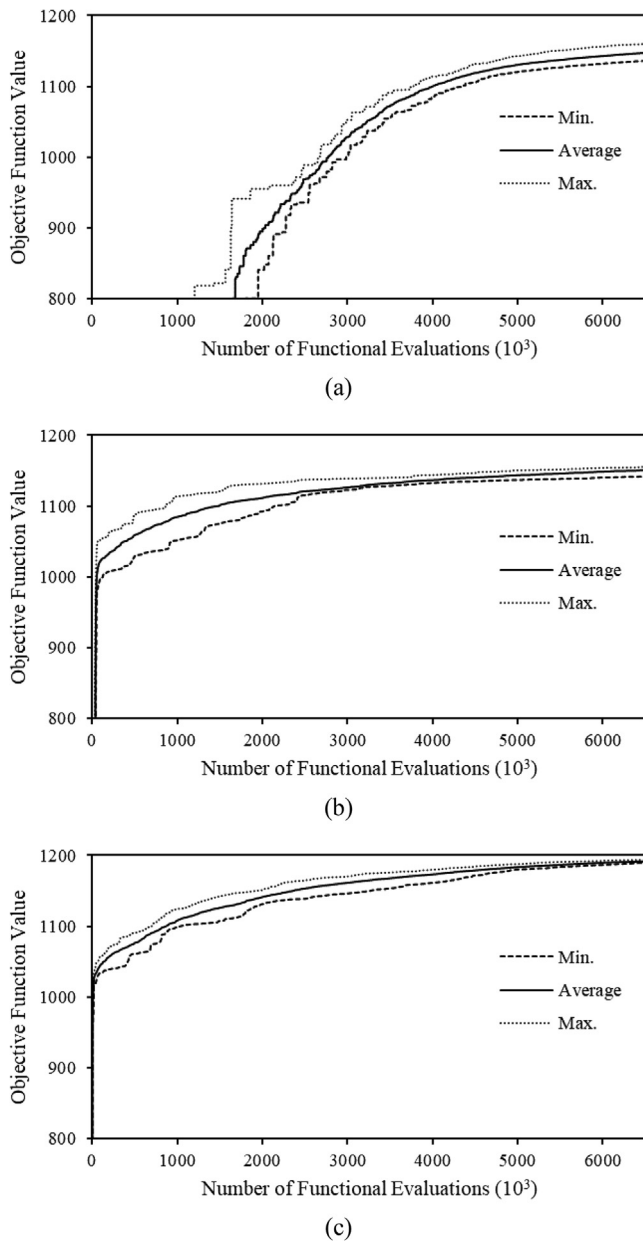 1200
1100
1000
900
800
Objective Function Value
Min.
Average
Max.
0 1000 2000 3000 4000 5000 6000
Number of Functional Evaluations (10³)
(a)
1200
1100
1000
900
800
Objective Function Value
Min.
Average
Max.
0 1000 2000 3000 4000 5000 6000
Number of Functional Evaluations (10³)
(b)
1200
1100
1000
900
800
Objective Function Value
Min.
Average
Max.
0 1000 2000 3000 4000 5000 6000
Number of Functional Evaluations (10³)
(c)